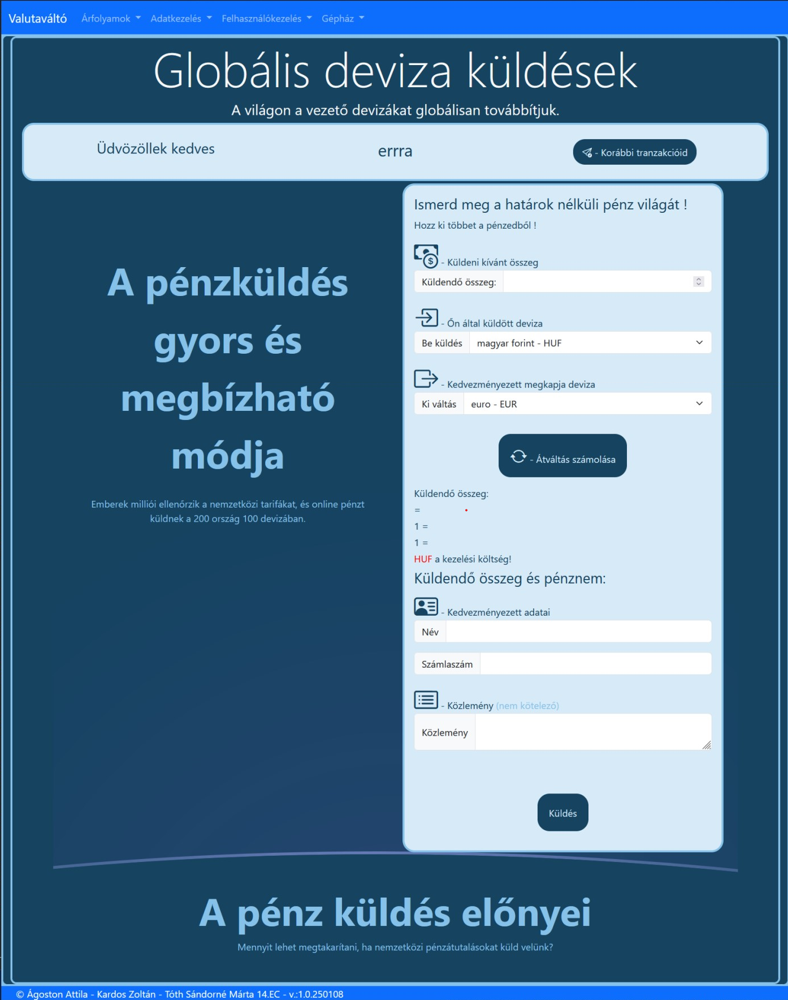 Valutaváltó Árfolyamok Adatkezelés Felhasználókezelés Gépház
Globális deviza küldések
A világon a vezető devizákat globálisan továbbítjuk.
Üdvözöllek kedves errra - Korábbi tranzakcióid
A pénzküldés
gyors és
megbízható
módja
Emberek milliói ellenőrzik a nemzetközi tarifákat, és online pénzt
küldnek a 200 ország 100 devizában.
Ismerd meg a határok nélküli pénz világát !
Hozz ki többet a pénzedből !
- Küldeni kívánt összeg
Küldendő összeg:
- Őn által küldött deviza
Be küldés magyar forint - HUF
- Kedvezményezett megkapja deviza
Ki váltás euro - EUR
- Átváltás számolása
Küldendő összeg:
=
1 =
1 =
HUF a kezelési költség!
Küldendő összeg és pénznem:
- Kedvezményezett adatai
Név
Számlaszám
- Közlemény (nem kötelező)
Közlemény
Küldés
A pénz küldés előnyei
Mennyit lehet megtakarítani, ha nemzetközi pénzátutalásokat küld velünk?
© Ágoston Attila - Kardos Zoltán - Tóth Sándorné Márta 14.EC - v.:1.0.250108